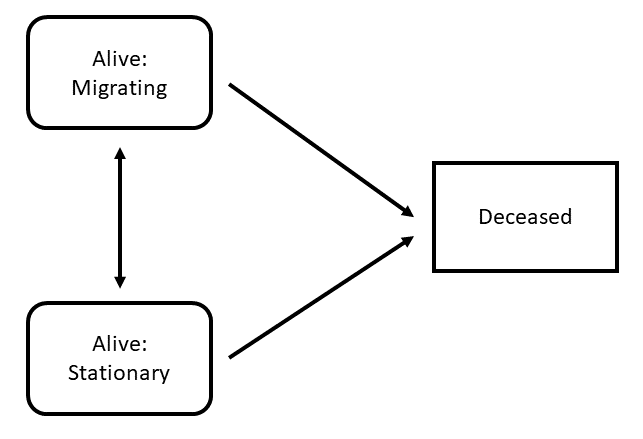 Alive:
Migrating
Deceased
Alive:
Stationary